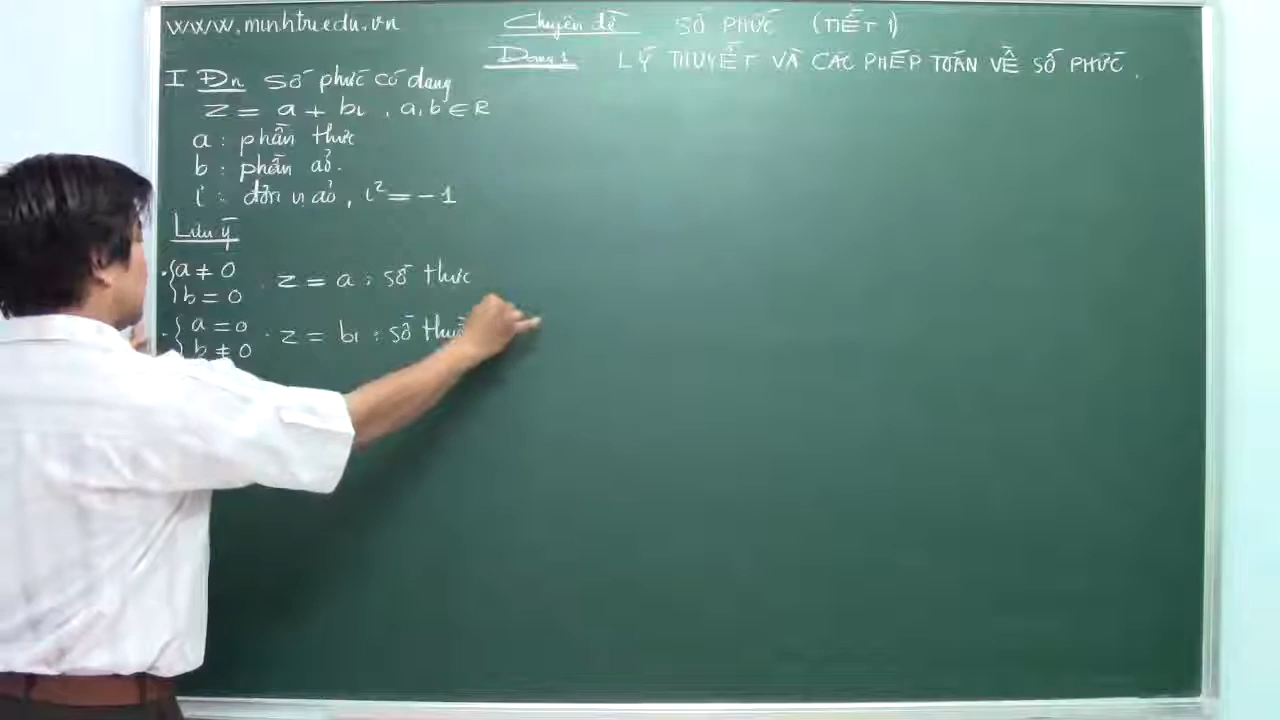 www.minhtriedu.vn
Chuyên đề SỐ PHỨC (TIẾT 1)
Dạng 1 LÝ THUYẾT VÀ CÁC PHÉP TOÁN VỀ SỐ PHỨC.
I Đn Số phức có dạng
z = a + bi , a, b ∈ R
a : phần thực
b : phần ảo.
i : đơn vị ảo, i² = -1
Lưu ý
. { a ≠ 0
{ b = 0 . z = a : số thực
. { a = 0
{ b ≠ 0 . z = bi : số